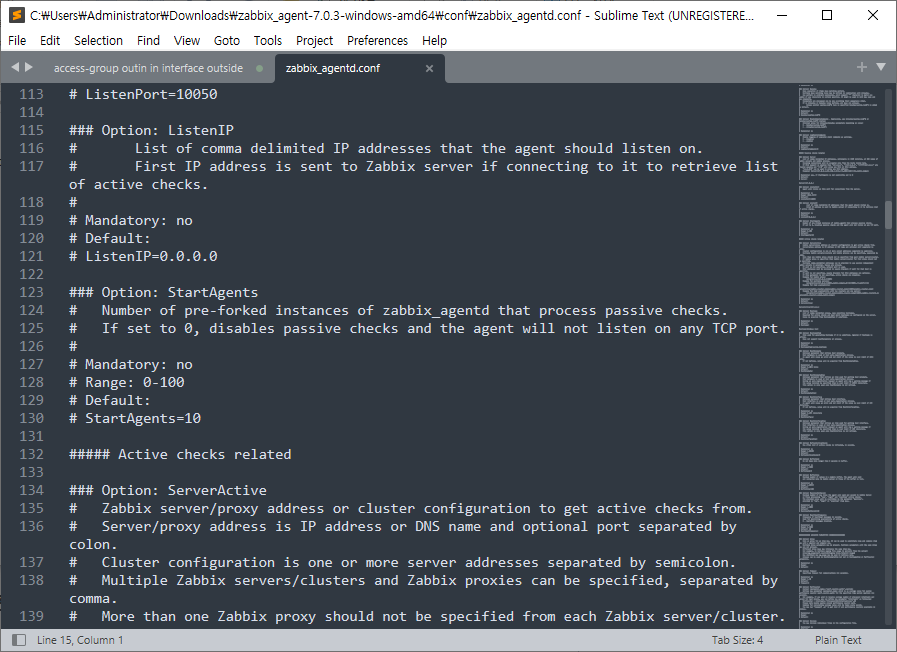 C:￦Users￦Administrator￦Downloads￦zabbix_agent-7.0.3-windows-amd64￦conf￦zabbix_agentd.conf - Sublime Text (UNREGISTERE...
File Edit Selection Find View Goto Tools Project Preferences Help
access-group outin in interface outside zabbix_agentd.conf
113 # ListenPort=10050
114
115 ### Option: ListenIP
116 # List of comma delimited IP addresses that the agent should listen on.
117 # First IP address is sent to Zabbix server if connecting to it to retrieve list
of active checks.
118 #
119 # Mandatory: no
120 # Default:
121 # ListenIP=0.0.0.0
122
123 ### Option: StartAgents
124 # Number of pre-forked instances of zabbix_agentd that process passive checks.
125 # If set to 0, disables passive checks and the agent will not listen on any TCP port.
126 #
127 # Mandatory: no
128 # Range: 0-100
129 # Default:
130 # StartAgents=10
131
132 ##### Active checks related
133
134 ### Option: ServerActive
135 # Zabbix server/proxy address or cluster configuration to get active checks from.
136 # Server/proxy address is IP address or DNS name and optional port separated by
colon.
137 # Cluster configuration is one or more server addresses separated by semicolon.
138 # Multiple Zabbix servers/clusters and Zabbix proxies can be specified, separated by
comma.
139 # More than one Zabbix proxy should not be specified from each Zabbix server/cluster.
Line 15, Column 1 Tab Size: 4 Plain Text